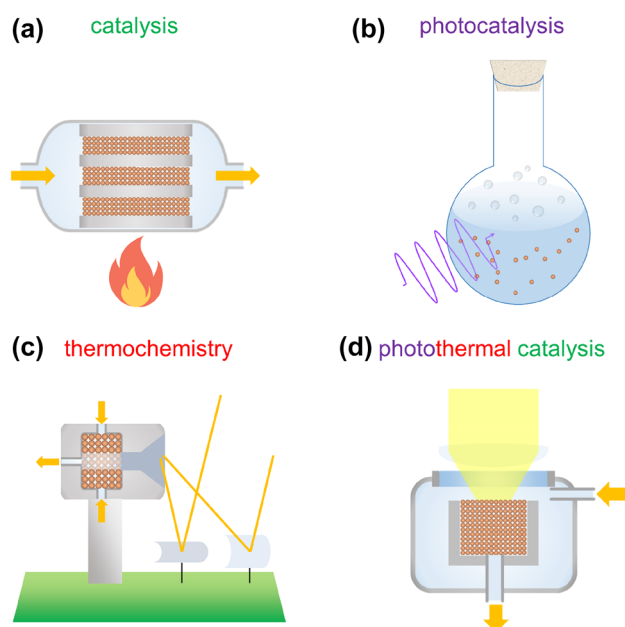 (a) catalysis
(b) photocatalysis
(c) thermochemistry
(d) photothermal catalysis